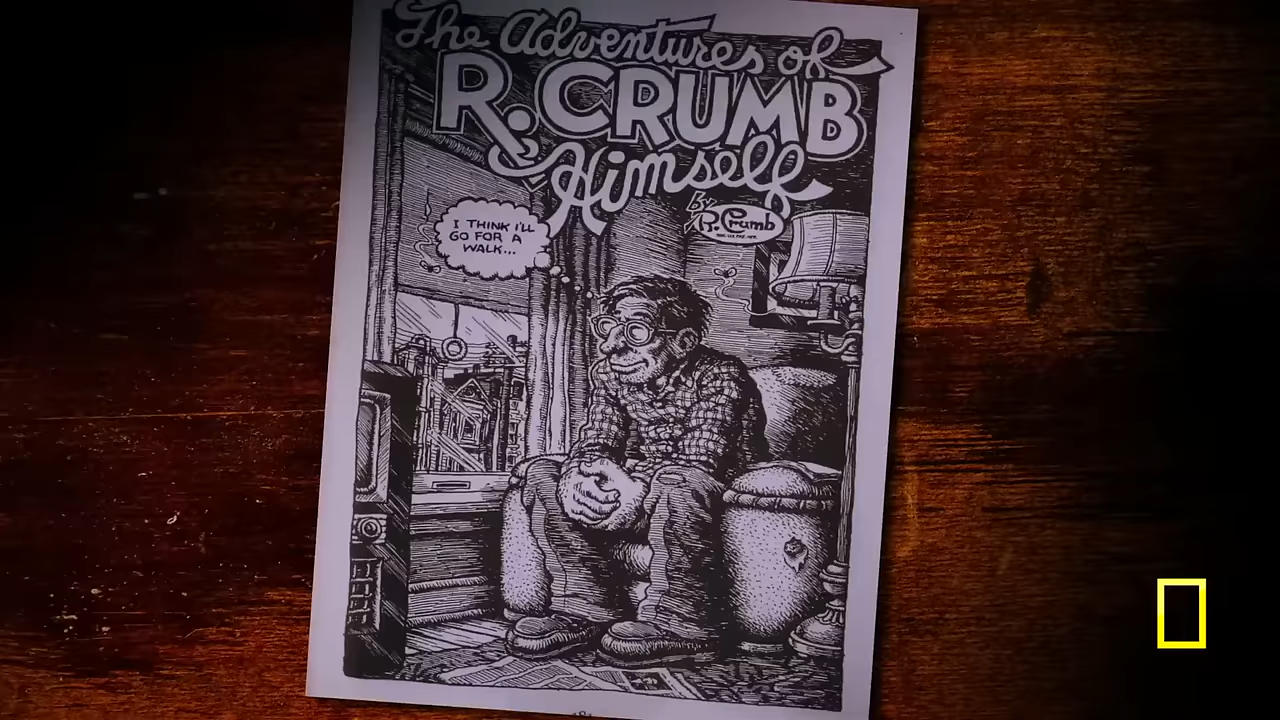 The Adventures of
R. CRUMB
Himself
by
R. Crumb
I THINK I'LL
GO FOR A
WALK...